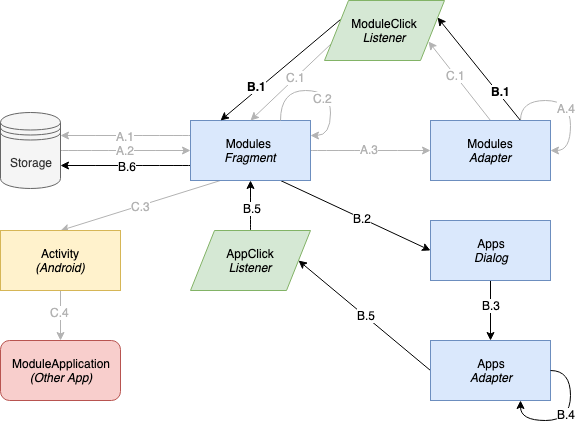 ModuleClick
Listener
B.1
C.1
C.1
B.1
C.2
A.4
A.1
A.2
B.6
Storage
Modules
Fragment
A.3
Modules
Adapter
C.3
B.5
B.2
Activity
(Android)
AppClick
Listener
Apps
Dialog
C.4
B.5
B.3
ModuleApplication
(Other App)
Apps
Adapter
B.4